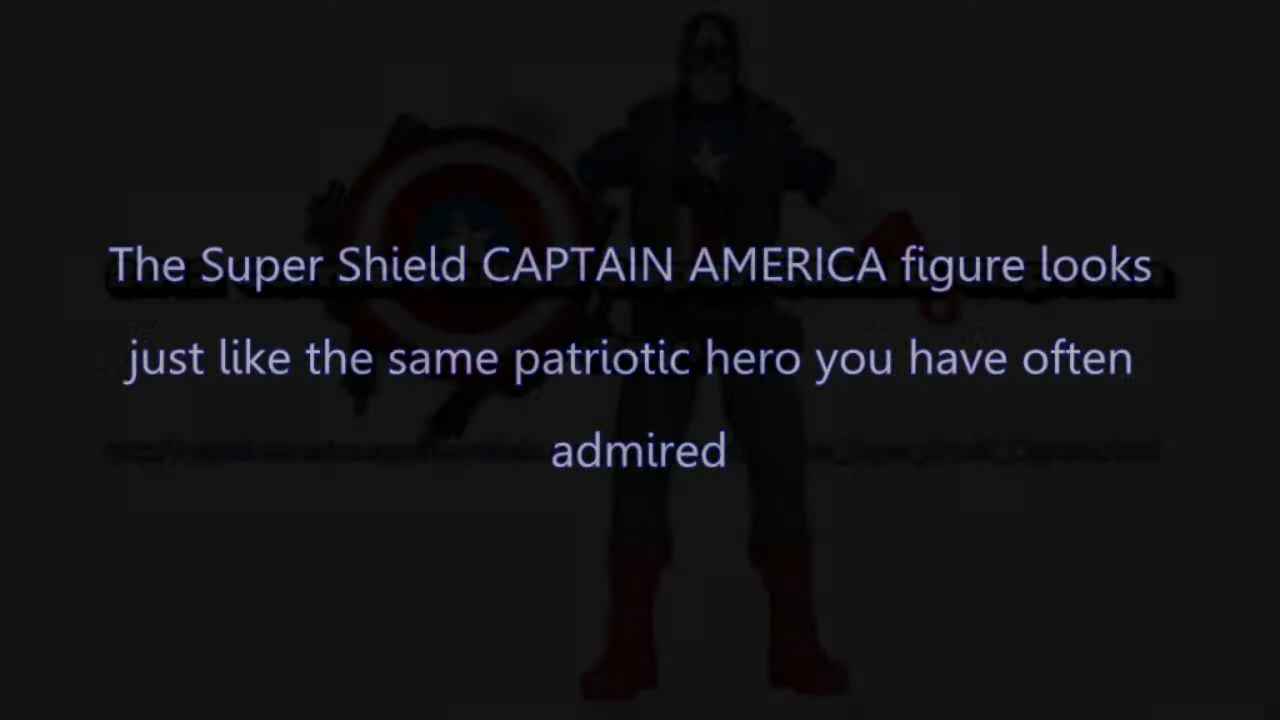 The Super Shield CAPTAIN AMERICA figure looks
just like the same patriotic hero you have often
admired